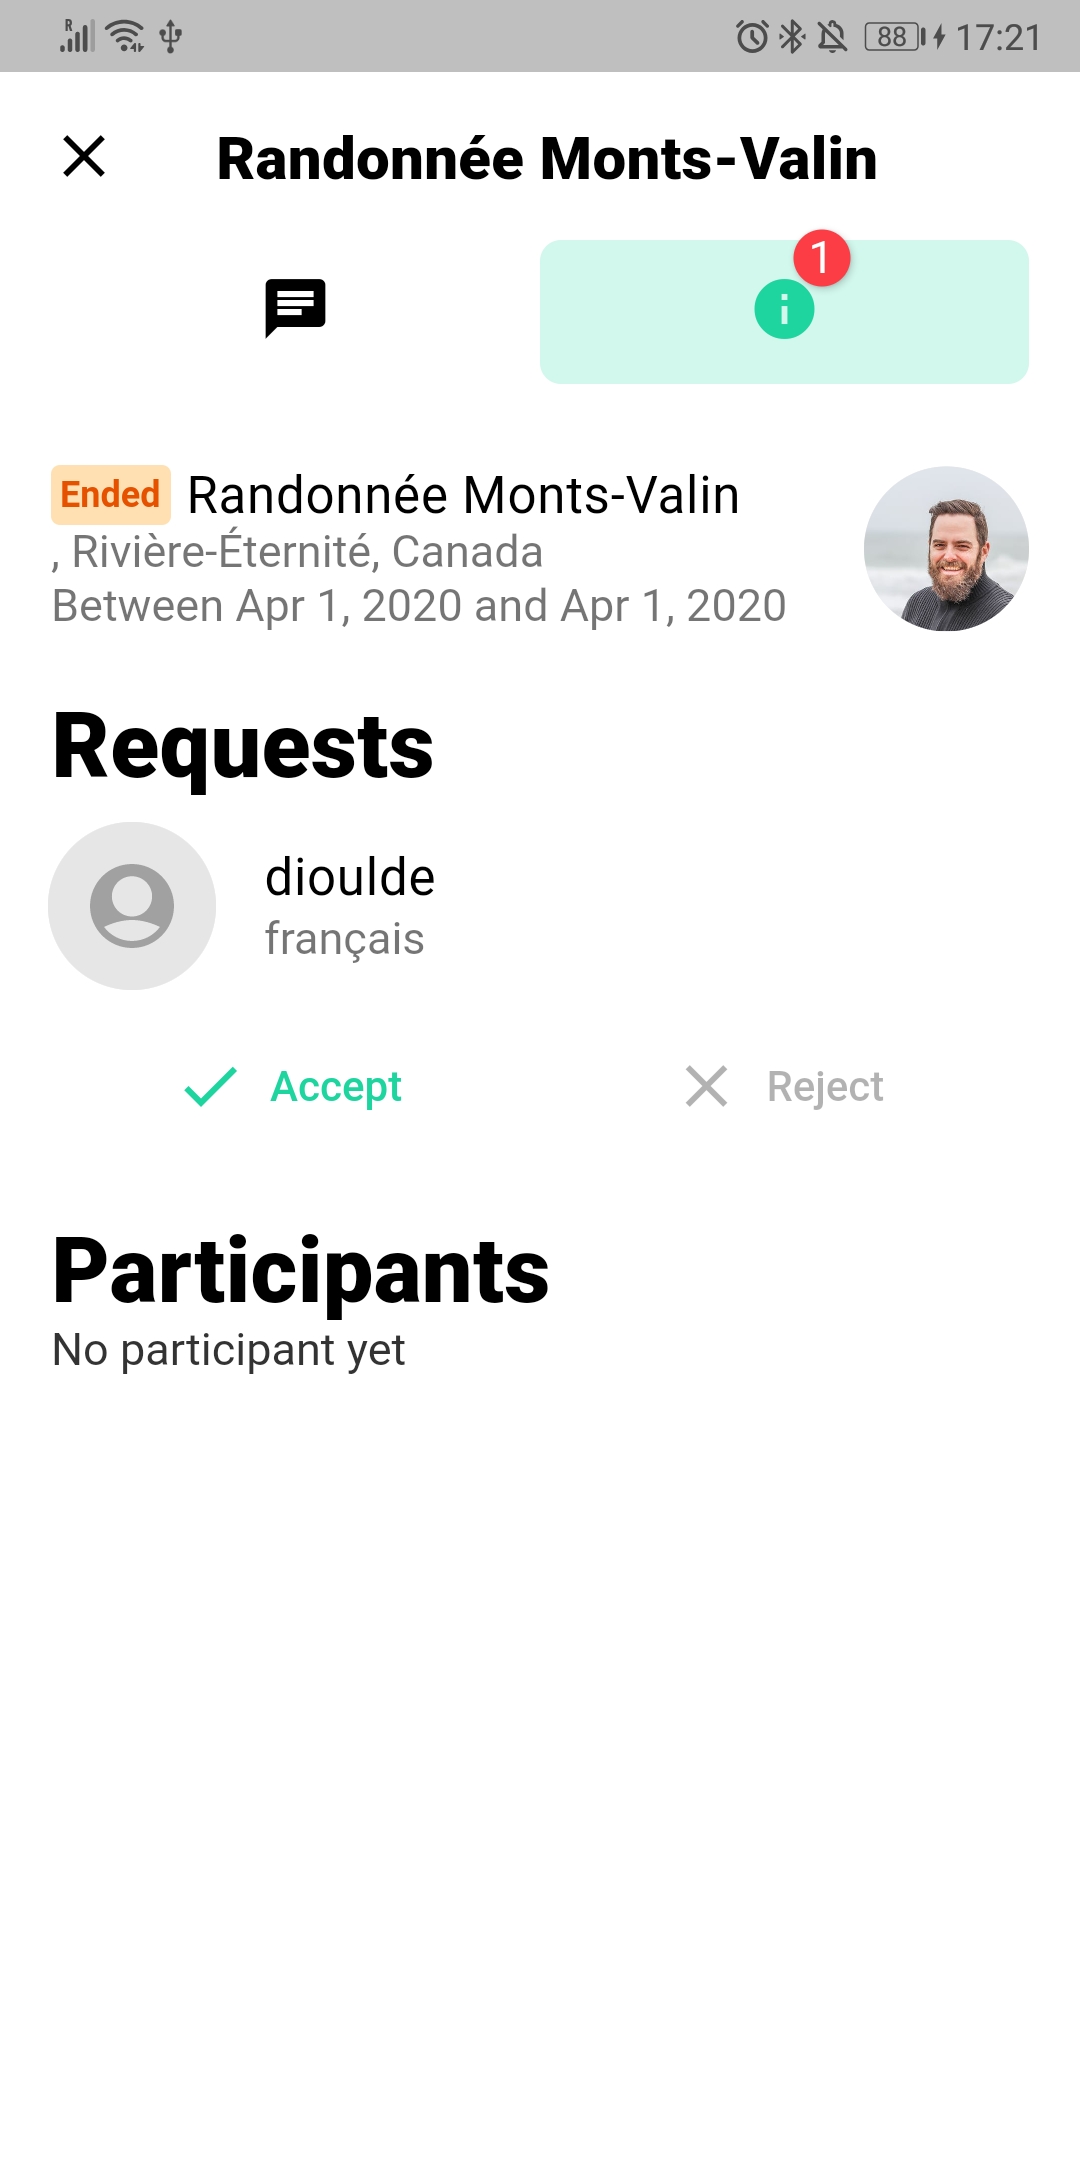 R 88 17:21
Randonnée Monts-Valin
1
Ended Randonnée Monts-Valin
, Rivière-Éternité, Canada
Between Apr 1, 2020 and Apr 1, 2020
Requests
dioulde
français
Accept Reject
Participants
No participant yet